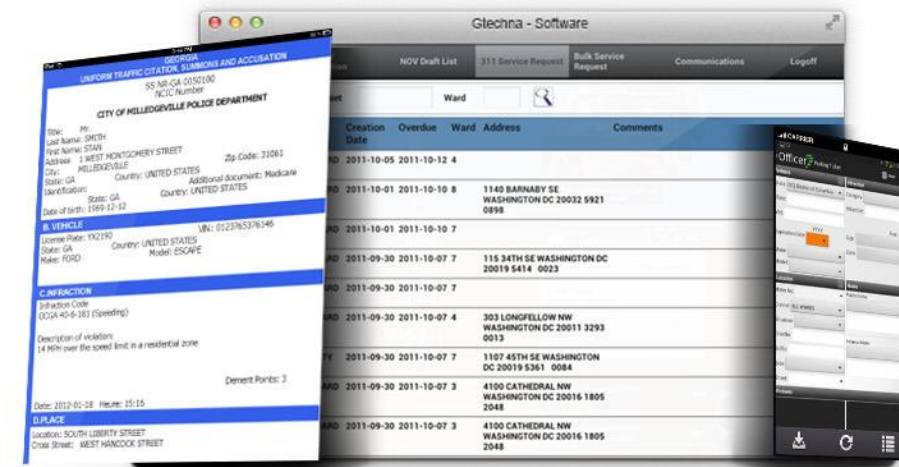 GEORGIA
UNIFORM TRAFFIC CITATION, SUMMONS AND ACCUSATION
SS NR-GA 0050100
NCIC Number
CITY OF MILLEDGEVILLE POLICE DEPARTMENT
Title: Mr.
Last Name: SMITH
First Name: STAN
Address 1 WEST MONTGOMERY STREET
City: MILLEDGEVILLE Zip Code: 31061
State: GA Country: UNITED STATES
Identification: Additional document: Medicare
State: GA Country: UNITED STATES
Date of birth: 1969-12-12
B. VEHICLE
License Plate: YX2190 VIN: 0123765376146
State: GA Country: UNITED STATES
Make: FORD Model: ESCAPE
C.INFRACTION
Infraction Code
OCGA 40-6-181 (Speeding)
Description of violation:
14 MPH over the speed limit in a residential zone
Dement Points: 3
Date: 2012-01-18 Heure: 15:16
D.PLACE
Location: SOUTH LIBERTY STREET
Cross Street: WEST HANCOCK STREET
Gtechna - Software
NOV Draft List 311 Service Request Bulk Service Request Communications Logoff
Ward
Creation Date Overdue Ward Address Comments
2011-10-05 2011-10-12 4
2011-10-01 2011-10-10 8 1140 BARNABY SE
WASHINGTON DC 20032 5921
0898
2011-10-01 2011-10-10 7
2011-09-30 2011-10-07 7 115 34TH SE WASHINGTON DC
20019 5414 0023
2011-09-30 2011-10-07 7
2011-09-30 2011-10-07 4 303 LONGFELLOW NW
WASHINGTON DC 20011 3293
0013
2011-09-30 2011-10-07 7 1107 45TH SE WASHINGTON
DC 20019 5361 0084
2011-09-30 2011-10-07 3 4100 CATHEDRAL NW
WASHINGTON DC 20016 1805
2048
2011-09-30 2011-10-07 3 4100 CATHEDRAL NW
WASHINGTON DC 20016 1805
2048
CARRIER
Officer Parking Ticket